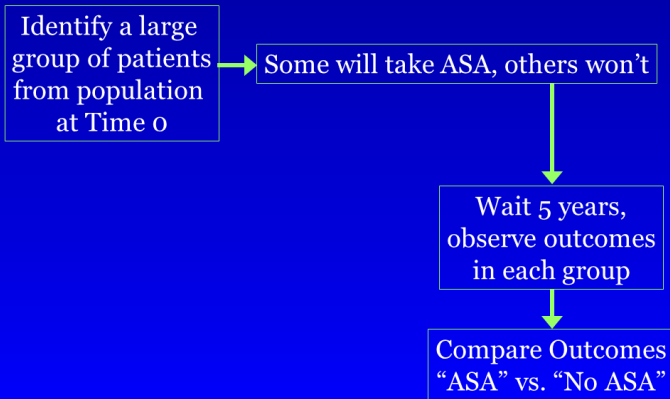 Identify a large
group of patients
from population
at Time 0
Some will take ASA, others won’t
Wait 5 years,
observe outcomes
in each group
Compare Outcomes
“ASA” vs. “No ASA”